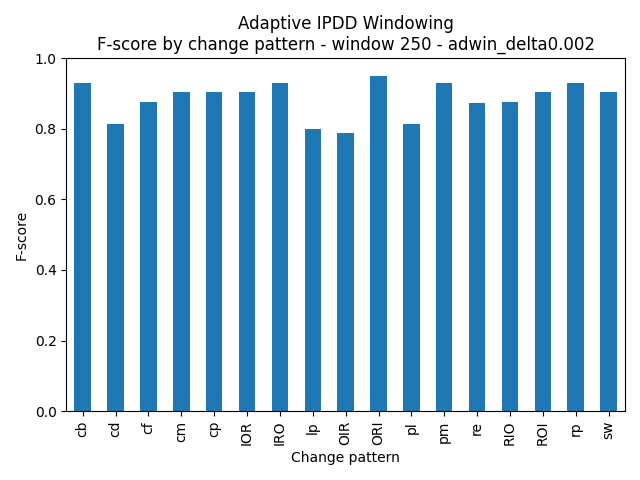 Adaptive IPDD Windowing
F-score by change pattern - window 250 - adwin_delta0.002
1.0
0.8
0.6
0.4
0.2
0.0
F-score
cb
cd
cf
cm
cp
IOR
IRO
lp
OIR
ORI
pl
pm
re
RIO
ROI
rp
sw
Change pattern